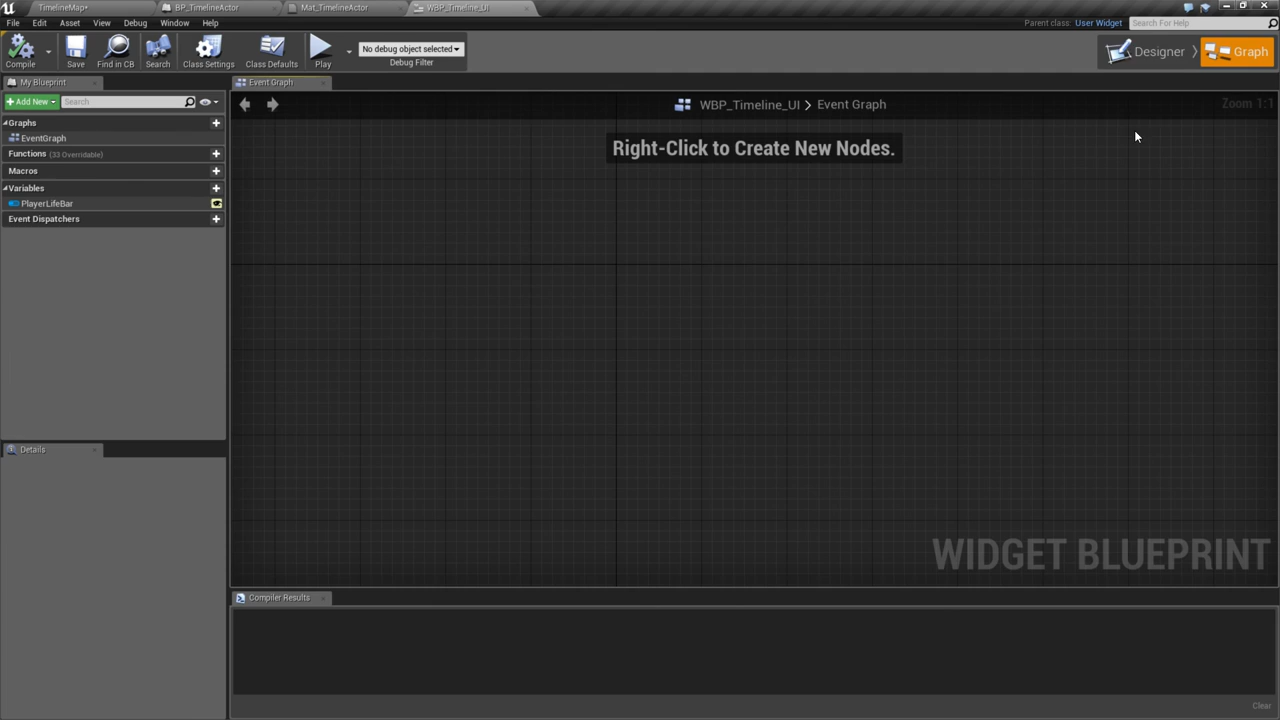 TimelineMap*
BP_TimelineActor
Mat_TimelineActor
WBP_Timeline_UI
File Edit Asset View Debug Window Help
Parent class: User Widget
Search For Help
Compile
Save
Find in CB
Search
Class Settings
Class Defaults
Play
No debug object selected
Debug Filter
Designer
Graph
My Blueprint
Event Graph
Add New
Search
WBP_Timeline_UI > Event Graph
Zoom 1:1
Graphs
EventGraph
Functions (33 Overridable)
Macros
Variables
PlayerLifeBar
Event Dispatchers
Right-Click to Create New Nodes.
Details
WIDGET BLUEPRINT
Compiler Results
Clear